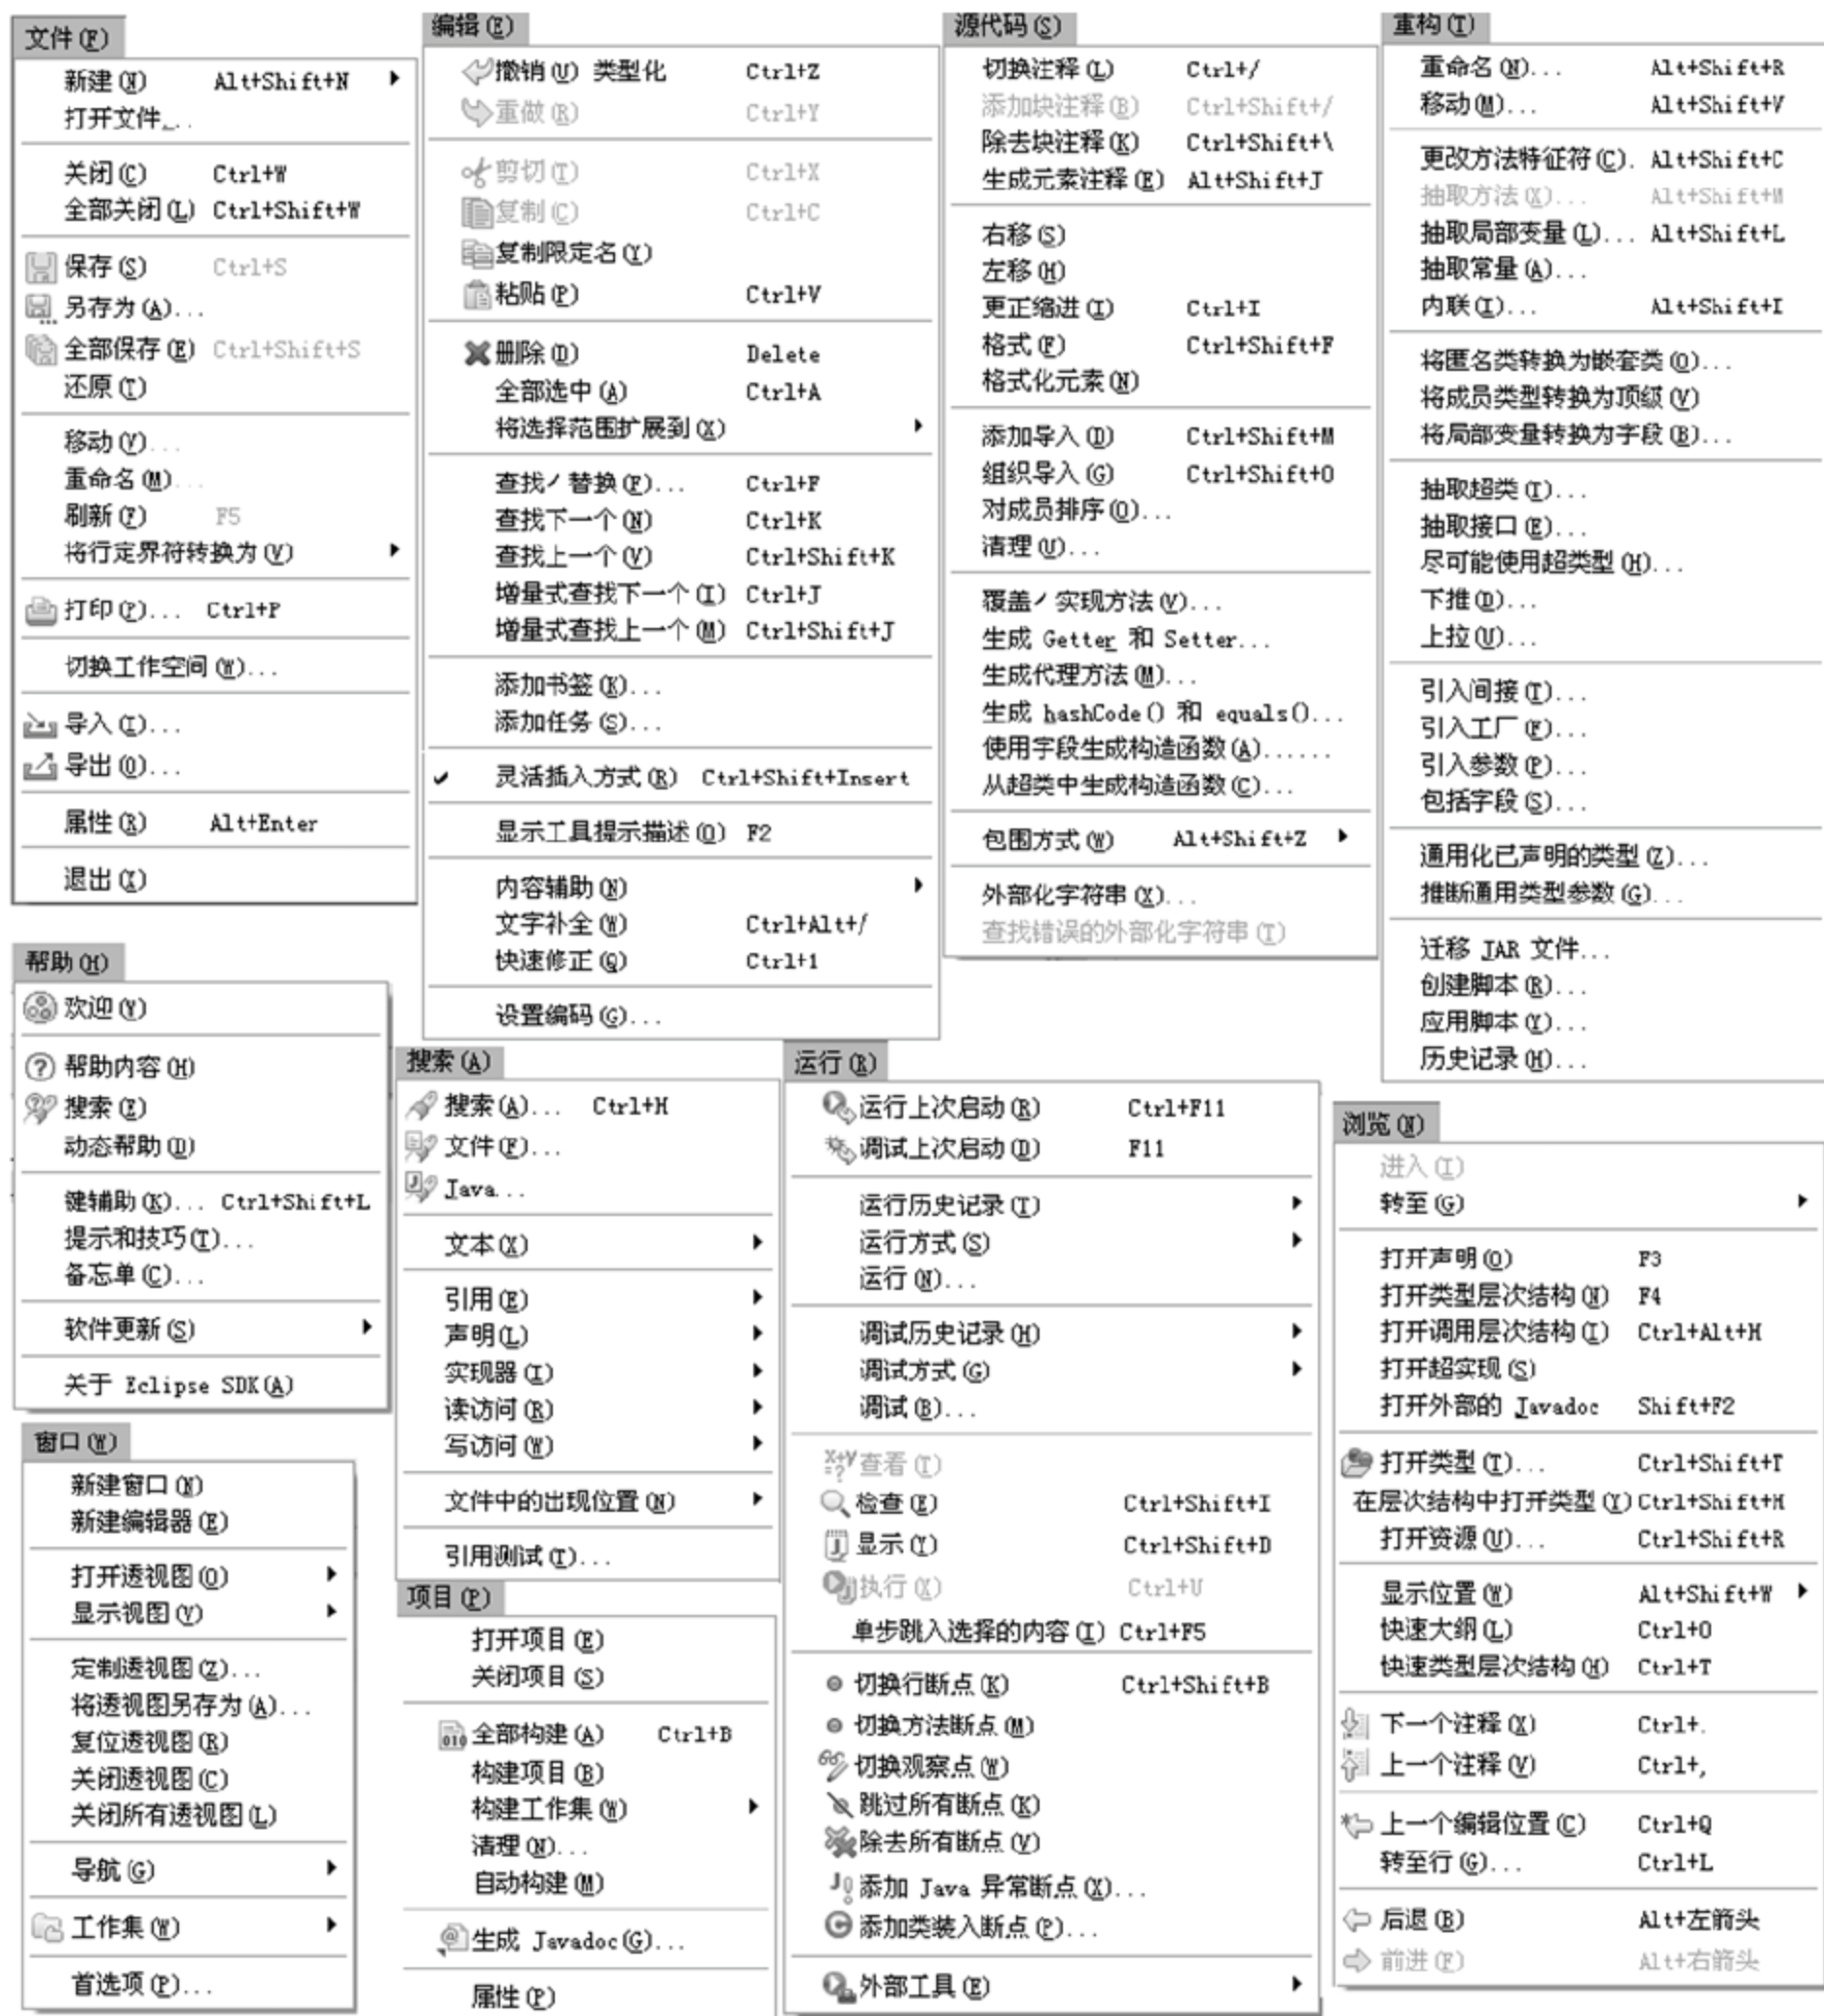 文件(F)
新建(N) Alt+Shift+N
打开文件...
关闭(C) Ctrl+W
全部关闭(L) Ctrl+Shift+W
保存(S) Ctrl+S
另存为(A)...
全部保存(E) Ctrl+Shift+S
还原(T)
移动(V)...
重命名(M)...
刷新(F) F5
将行定界符转换为(V)
打印(P)... Ctrl+P
切换工作空间(W)...
导入(I)...
导出(O)...
属性(R) Alt+Enter
退出(X)
编辑(E)
撤销(U) 类型化 Ctrl+Z
重做(R) Ctrl+Y
剪切(T) Ctrl+X
复制(C) Ctrl+C
复制限定名(Y)
粘贴(P) Ctrl+V
删除(D) Delete
全部选中(A) Ctrl+A
将选择范围扩展到(X)
查找/替换(F)... Ctrl+F
查找下一个(N) Ctrl+K
查找上一个(V) Ctrl+Shift+K
增量式查找下一个(I) Ctrl+J
增量式查找上一个(M) Ctrl+Shift+J
添加书签(K)...
添加任务(S)...
灵活插入方式(R) Ctrl+Shift+Insert
显示工具提示描述(O) F2
内容辅助(N)
文字补全(W) Ctrl+Alt+/
快速修正(Q) Ctrl+1
设置编码(G)...
源代码(S)
切换注释(L) Ctrl+/
添加块注释(B) Ctrl+Shift+/
除去块注释(K) Ctrl+Shift+\
生成元素注释(E) Alt+Shift+J
右移(S)
左移(H)
更正缩进(I) Ctrl+I
格式(F) Ctrl+Shift+F
格式化元素(N)
添加导入(D) Ctrl+Shift+M
组织导入(G) Ctrl+Shift+O
对成员排序(O)...
清理(U)...
覆盖/实现方法(V)...
生成 Getter 和 Setter...
生成代理方法(M)...
生成 hashCode() 和 equals()...
使用字段生成构造函数(A)......
从超类中生成构造函数(C)...
包围方式(W) Alt+Shift+Z
外部化字符串(X)...
查找错误的外部化字符串(T)
重构(T)
重命名(N)... Alt+Shift+R
移动(M)... Alt+Shift+V
更改方法特征符(C). Alt+Shift+C
抽取方法(X)... Alt+Shift+M
抽取局部变量(L)... Alt+Shift+L
抽取常量(A)...
内联(I)... Alt+Shift+I
将匿名类转换为嵌套类(O)...
将成员类型转换为顶级(V)
将局部变量转换为字段(B)...
抽取超类(T)...
抽取接口(E)...
尽可能使用超类型(H)...
下推(D)...
上拉(U)...
引入间接(T)...
引入工厂(F)...
引入参数(P)...
包括字段(S)...
通用化已声明的类型(Z)...
推断通用类型参数(G)...
迁移 JAR 文件...
创建脚本(R)...
应用脚本(Y)...
历史记录(H)...
帮助(H)
欢迎(Y)
帮助内容(H)
搜索(E)
动态帮助(D)
键辅助(K)... Ctrl+Shift+L
提示和技巧(T)...
备忘单(C)...
软件更新(S)
关于 Eclipse SDK(A)
窗口(W)
新建窗口(N)
新建编辑器(E)
打开透视图(O)
显示视图(V)
定制透视图(Z)...
将透视图另存为(A)...
复位透视图(R)
关闭透视图(C)
关闭所有透视图(L)
导航(G)
工作集(W)
首选项(P)...
搜索(A)
搜索(A)... Ctrl+H
文件(F)...
Java...
文本(X)
引用(E)
声明(L)
实现器(I)
读访问(R)
写访问(W)
文件中的出现位置(N)
引用测试(T)...
项目(P)
打开项目(E)
关闭项目(S)
全部构建(A) Ctrl+B
构建项目(B)
构建工作集(W)
清理(N)...
自动构建(M)
生成 Javadoc(G)...
属性(P)
运行(R)
运行上次启动(R) Ctrl+F11
调试上次启动(D) F11
运行历史记录(T)
运行方式(S)
运行(N)...
调试历史记录(H)
调试方式(G)
调试(B)...
查看(T)
检查(E) Ctrl+Shift+I
显示(Y) Ctrl+Shift+D
执行(X) Ctrl+U
单步跳入选择的内容(I) Ctrl+F5
切换行断点(K) Ctrl+Shift+B
切换方法断点(M)
切换观察点(W)
跳过所有断点(K)
除去所有断点(V)
添加 Java 异常断点(X)...
添加类装入断点(P)...
外部工具(E)
浏览(N)
进入(I)
转至(G)
打开声明(O) F3
打开类型层次结构(N) F4
打开调用层次结构(I) Ctrl+Alt+H
打开超实现(S)
打开外部的 Javadoc Shift+F2
打开类型(T)... Ctrl+Shift+T
在层次结构中打开类型(Y) Ctrl+Shift+H
打开资源(U)... Ctrl+Shift+R
显示位置(W) Alt+Shift+W
快速大纲(L) Ctrl+O
快速类型层次结构(H) Ctrl+T
下一个注释(X) Ctrl+.
上一个注释(V) Ctrl+,
上一个编辑位置(C) Ctrl+Q
转至行(G)... Ctrl+L
后退(B) Alt+左箭头
前进(F) Alt+右箭头